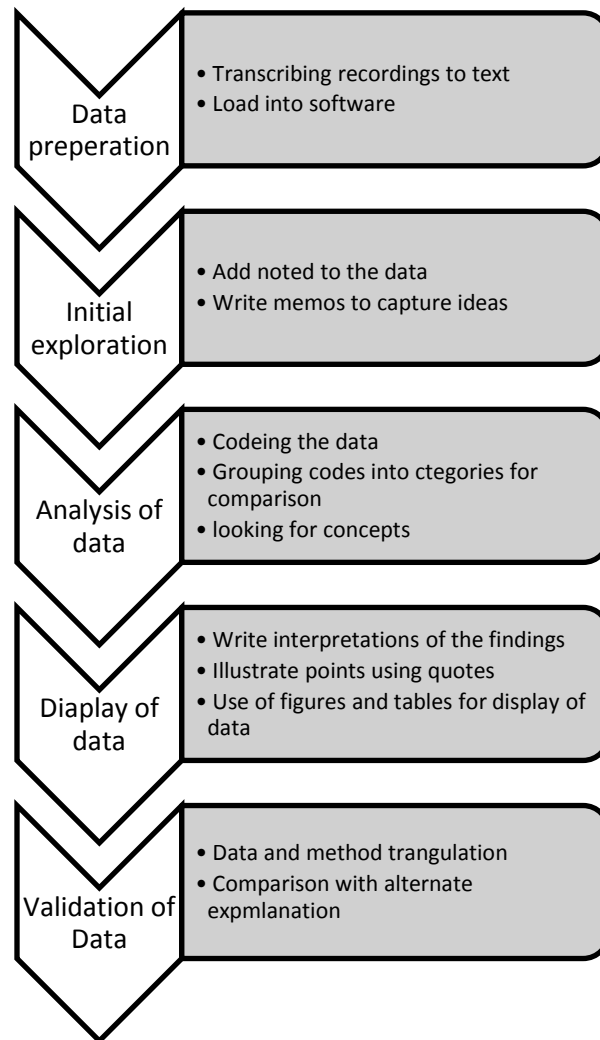 Data
preperation
• Transcribing recordings to text
• Load into software
Initial
exploration
• Add noted to the data
• Write memos to capture ideas
Analysis of
data
• Codeing the data
• Grouping codes into ctegories for
comparison
• looking for concepts
Diaplay of
data
• Write interpretations of the findings
• Illustrate points using quotes
• Use of figures and tables for display of
data
Validation of
Data
• Data and method trangulation
• Comparison with alternate
expmlanation